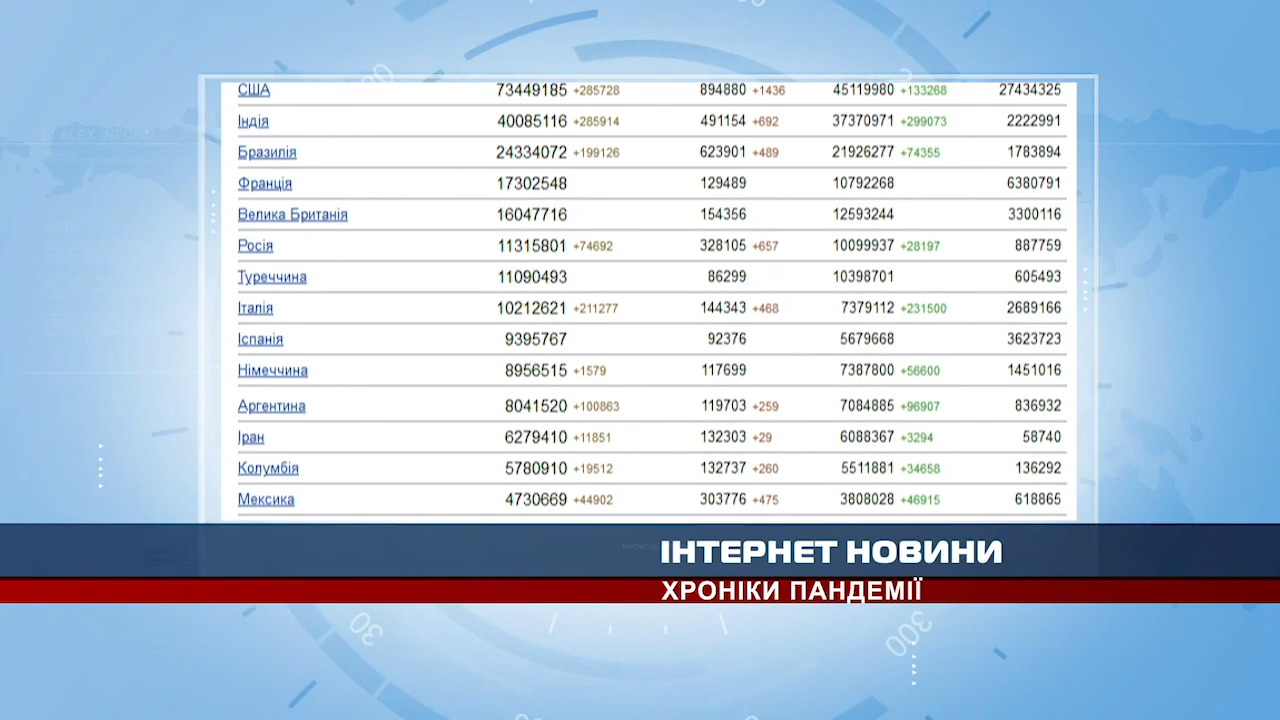 США 73449185 +285728 894880 +1436 45119980 +133268 27434325
Індія 40085116 +285914 491154 +692 37370971 +299073 2222991
Бразилія 24334072 +199126 623901 +489 21926277 +74355 1783894
Франція 17302548 129489 10792268 6380791
Велика Британія 16047716 154356 12593244 3300116
Росія 11315801 +74692 328105 +657 10099937 +28197 887759
Туреччина 11090493 86299 10398701 605493
Італія 10212621 +211277 144343 +468 7379112 +231500 2689166
Іспанія 9395767 92376 5679668 3623723
Німеччина 8956515 +1579 117699 7387800 +56600 1451016
Аргентина 8041520 +100863 119703 +259 7084885 +96907 836932
Іран 6279410 +11851 132303 +29 6088367 +3294 58740
Колумбія 5780910 +19512 132737 +260 5511881 +34658 136292
Мексика 4730669 +44902 303776 +475 3808028 +46915 618865
ІНТЕРНЕТ НОВИНИ
ХРОНІКИ ПАНДЕМІЇ
30
300